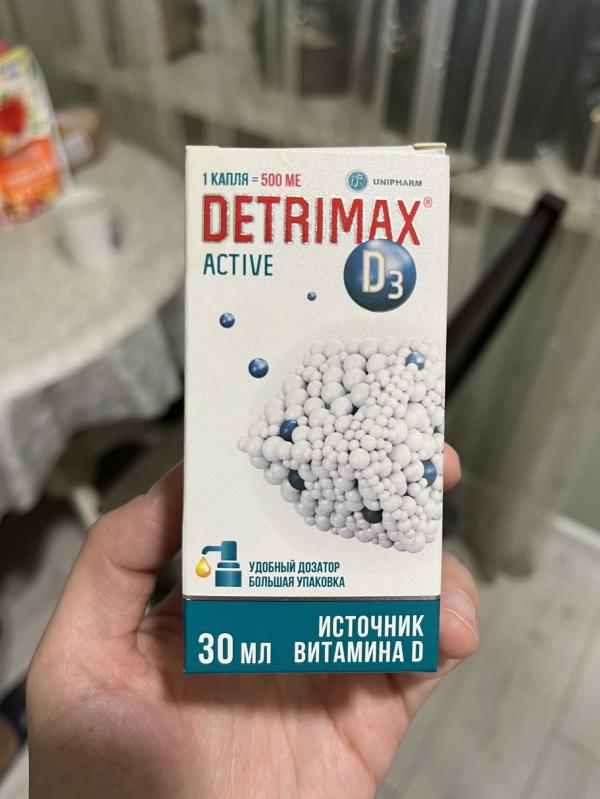 1 КАПЛЯ = 500 МЕ
UNIPHARM
DETRIMAX®
ACTIVE
D3
УДОБНЫЙ ДОЗАТОР
БОЛЬШАЯ УПАКОВКА
30 МЛ
ИСТОЧНИК
ВИТАМИНА D